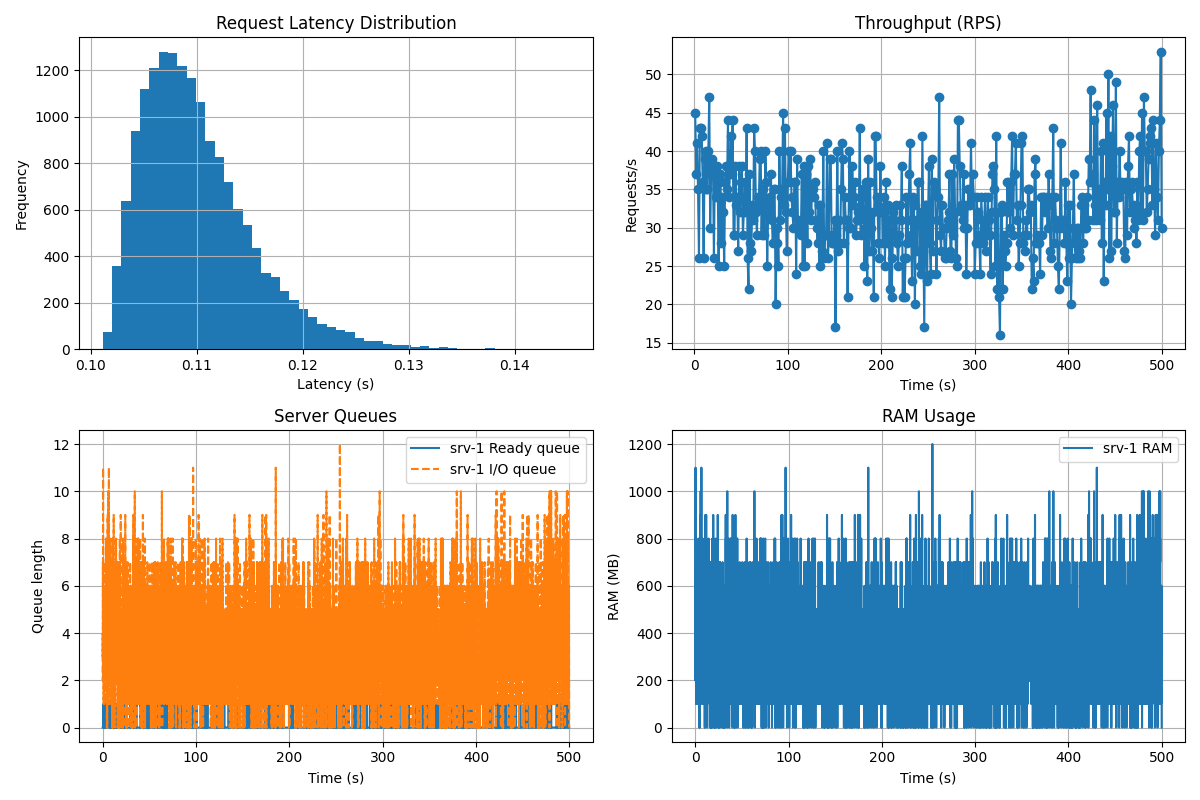 Request Latency Distribution
Frequency
1200
1000
800
600
400
200
0
0.10 0.11 0.12 0.13 0.14
Latency (s)
Throughput (RPS)
Requests/s
50
45
40
35
30
25
20
15
0 100 200 300 400 500
Time (s)
Server Queues
Queue length
12
10
8
6
4
2
0
srv-1 Ready queue
srv-1 I/O queue
0 100 200 300 400 500
Time (s)
RAM Usage
RAM (MB)
1200
1000
800
600
400
200
0
srv-1 RAM
0 100 200 300 400 500
Time (s)